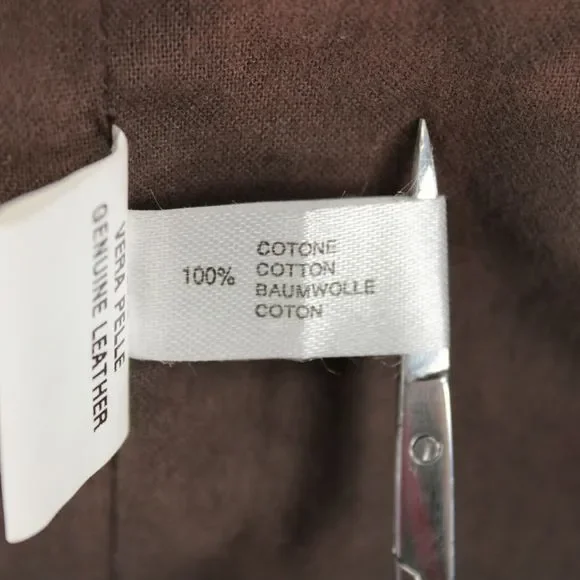 VERA PELLE
GENUINE LEATHER
100%
COTONE
COTTON
BAUMWOLLE
COTON